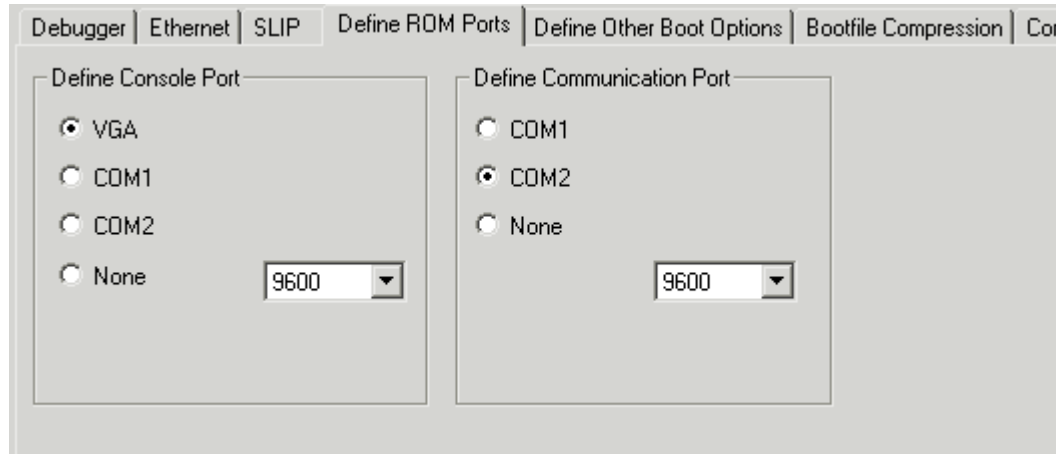 Debugger Ethernet SLIP Define ROM Ports Define Other Boot Options Bootfile Compression
Define Console Port
VGA
COM1
COM2
None 9600
Define Communication Port
COM1
COM2
None
9600